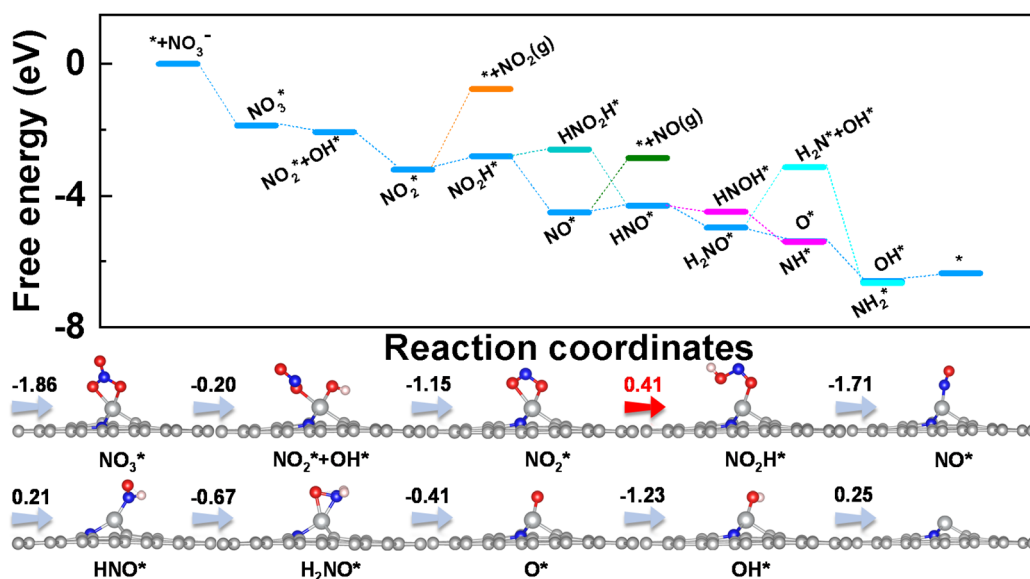 Free energy (eV)
0
-4
-8
*+NO₃⁻
NO₃*
NO₂*+OH*
NO₂*
*+NO₂(g)
NO₂H*
HNO₂H*
NO*
*+NO(g)
HNO*
HNOH*
H₂NO*
H₂N*+OH*
O*
NH*
OH*
NH₂*
*
Reaction coordinates
-1.86 -0.20 -1.15 0.41 -1.71
NO₃* NO₂*+OH* NO₂* NO₂H* NO*
0.21 -0.67 -0.41 -1.23 0.25
HNO* H₂NO* O* OH* *